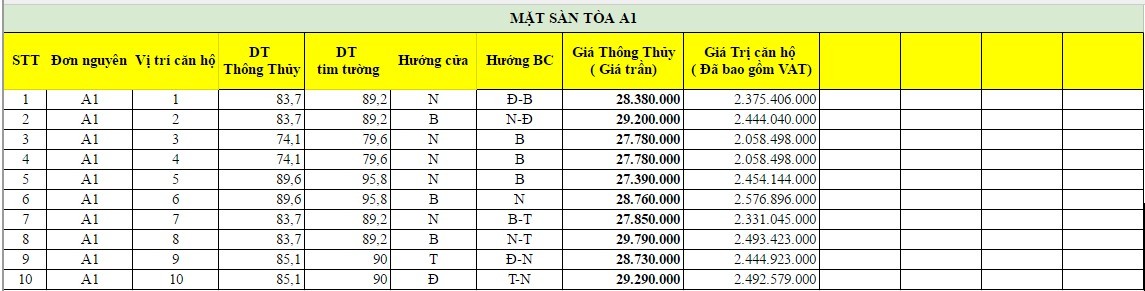 MẶT SÀN TÒA A1
STT Đơn nguyên Vị trí căn hộ DT Thông Thủy DT tim tường Hướng cửa Hướng BC Giá Thông Thủy ( Giá trần) Giá Trị căn hộ ( Đã bao gồm VAT)
1 A1 1 83,7 89,2 N Đ-B 28.380.000 2.375.406.000
2 A1 2 83,7 89,2 B N-Đ 29.200.000 2.444.040.000
3 A1 3 74,1 79,6 N B 27.780.000 2.058.498.000
4 A1 4 74,1 79,6 N B 27.780.000 2.058.498.000
5 A1 5 89,6 95,8 N B 27.390.000 2.454.144.000
6 A1 6 89,6 95,8 B N 28.760.000 2.576.896.000
7 A1 7 83,7 89,2 N B-T 27.850.000 2.331.045.000
8 A1 8 83,7 89,2 B N-T 29.790.000 2.493.423.000
9 A1 9 85,1 90 T Đ-N 28.730.000 2.444.923.000
10 A1 10 85,1 90 Đ T-N 29.290.000 2.492.579.000